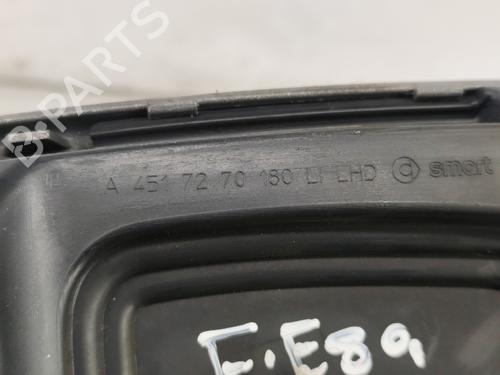 A 451 72 70 180 LI LHD smart
E.E80,
B-PARTS